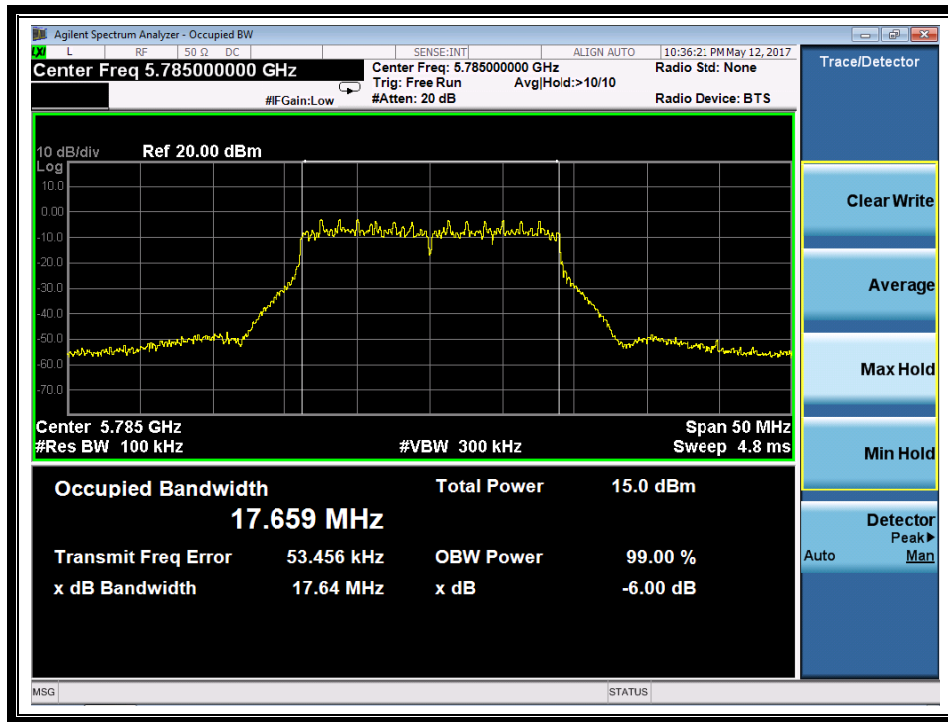 Agilent Spectrum Analyzer - Occupied BW
LXI L RF 50 Ω DC SENSE:INT ALIGN AUTO 10:36:21 PM May 12, 2017
Center Freq 5.785000000 GHz
Center Freq: 5.785000000 GHz
Radio Std: None
Trig: Free Run Avg|Hold:>10/10
#IFGain:Low #Atten: 20 dB Radio Device: BTS
10 dB/div Ref 20.00 dBm
Log
10.0
0.00
-10.0
-20.0
-30.0
-40.0
-50.0
-60.0
-70.0
Center 5.785 GHz Span 50 MHz
#Res BW 100 kHz #VBW 300 kHz Sweep 4.8 ms
Occupied Bandwidth Total Power 15.0 dBm
17.659 MHz
Transmit Freq Error 53.456 kHz OBW Power 99.00 %
x dB Bandwidth 17.64 MHz x dB -6.00 dB
MSG STATUS
Trace/Detector
Clear Write
Average
Max Hold
Min Hold
Detector
Peak▶
Auto Man